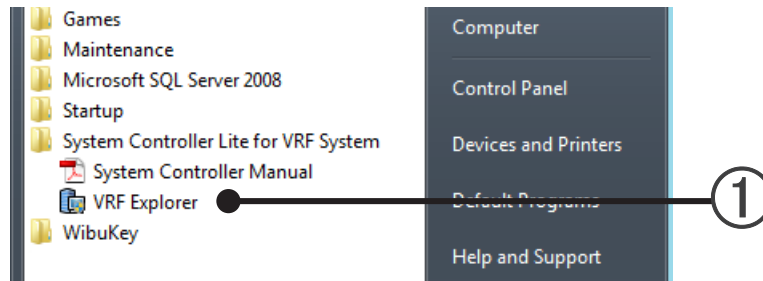 Games
Maintenance
Microsoft SQL Server 2008
Startup
System Controller Lite for VRF System
System Controller Manual
VRF Explorer
WibuKey
Computer
Control Panel
Devices and Printers
Default Programs
Help and Support
①